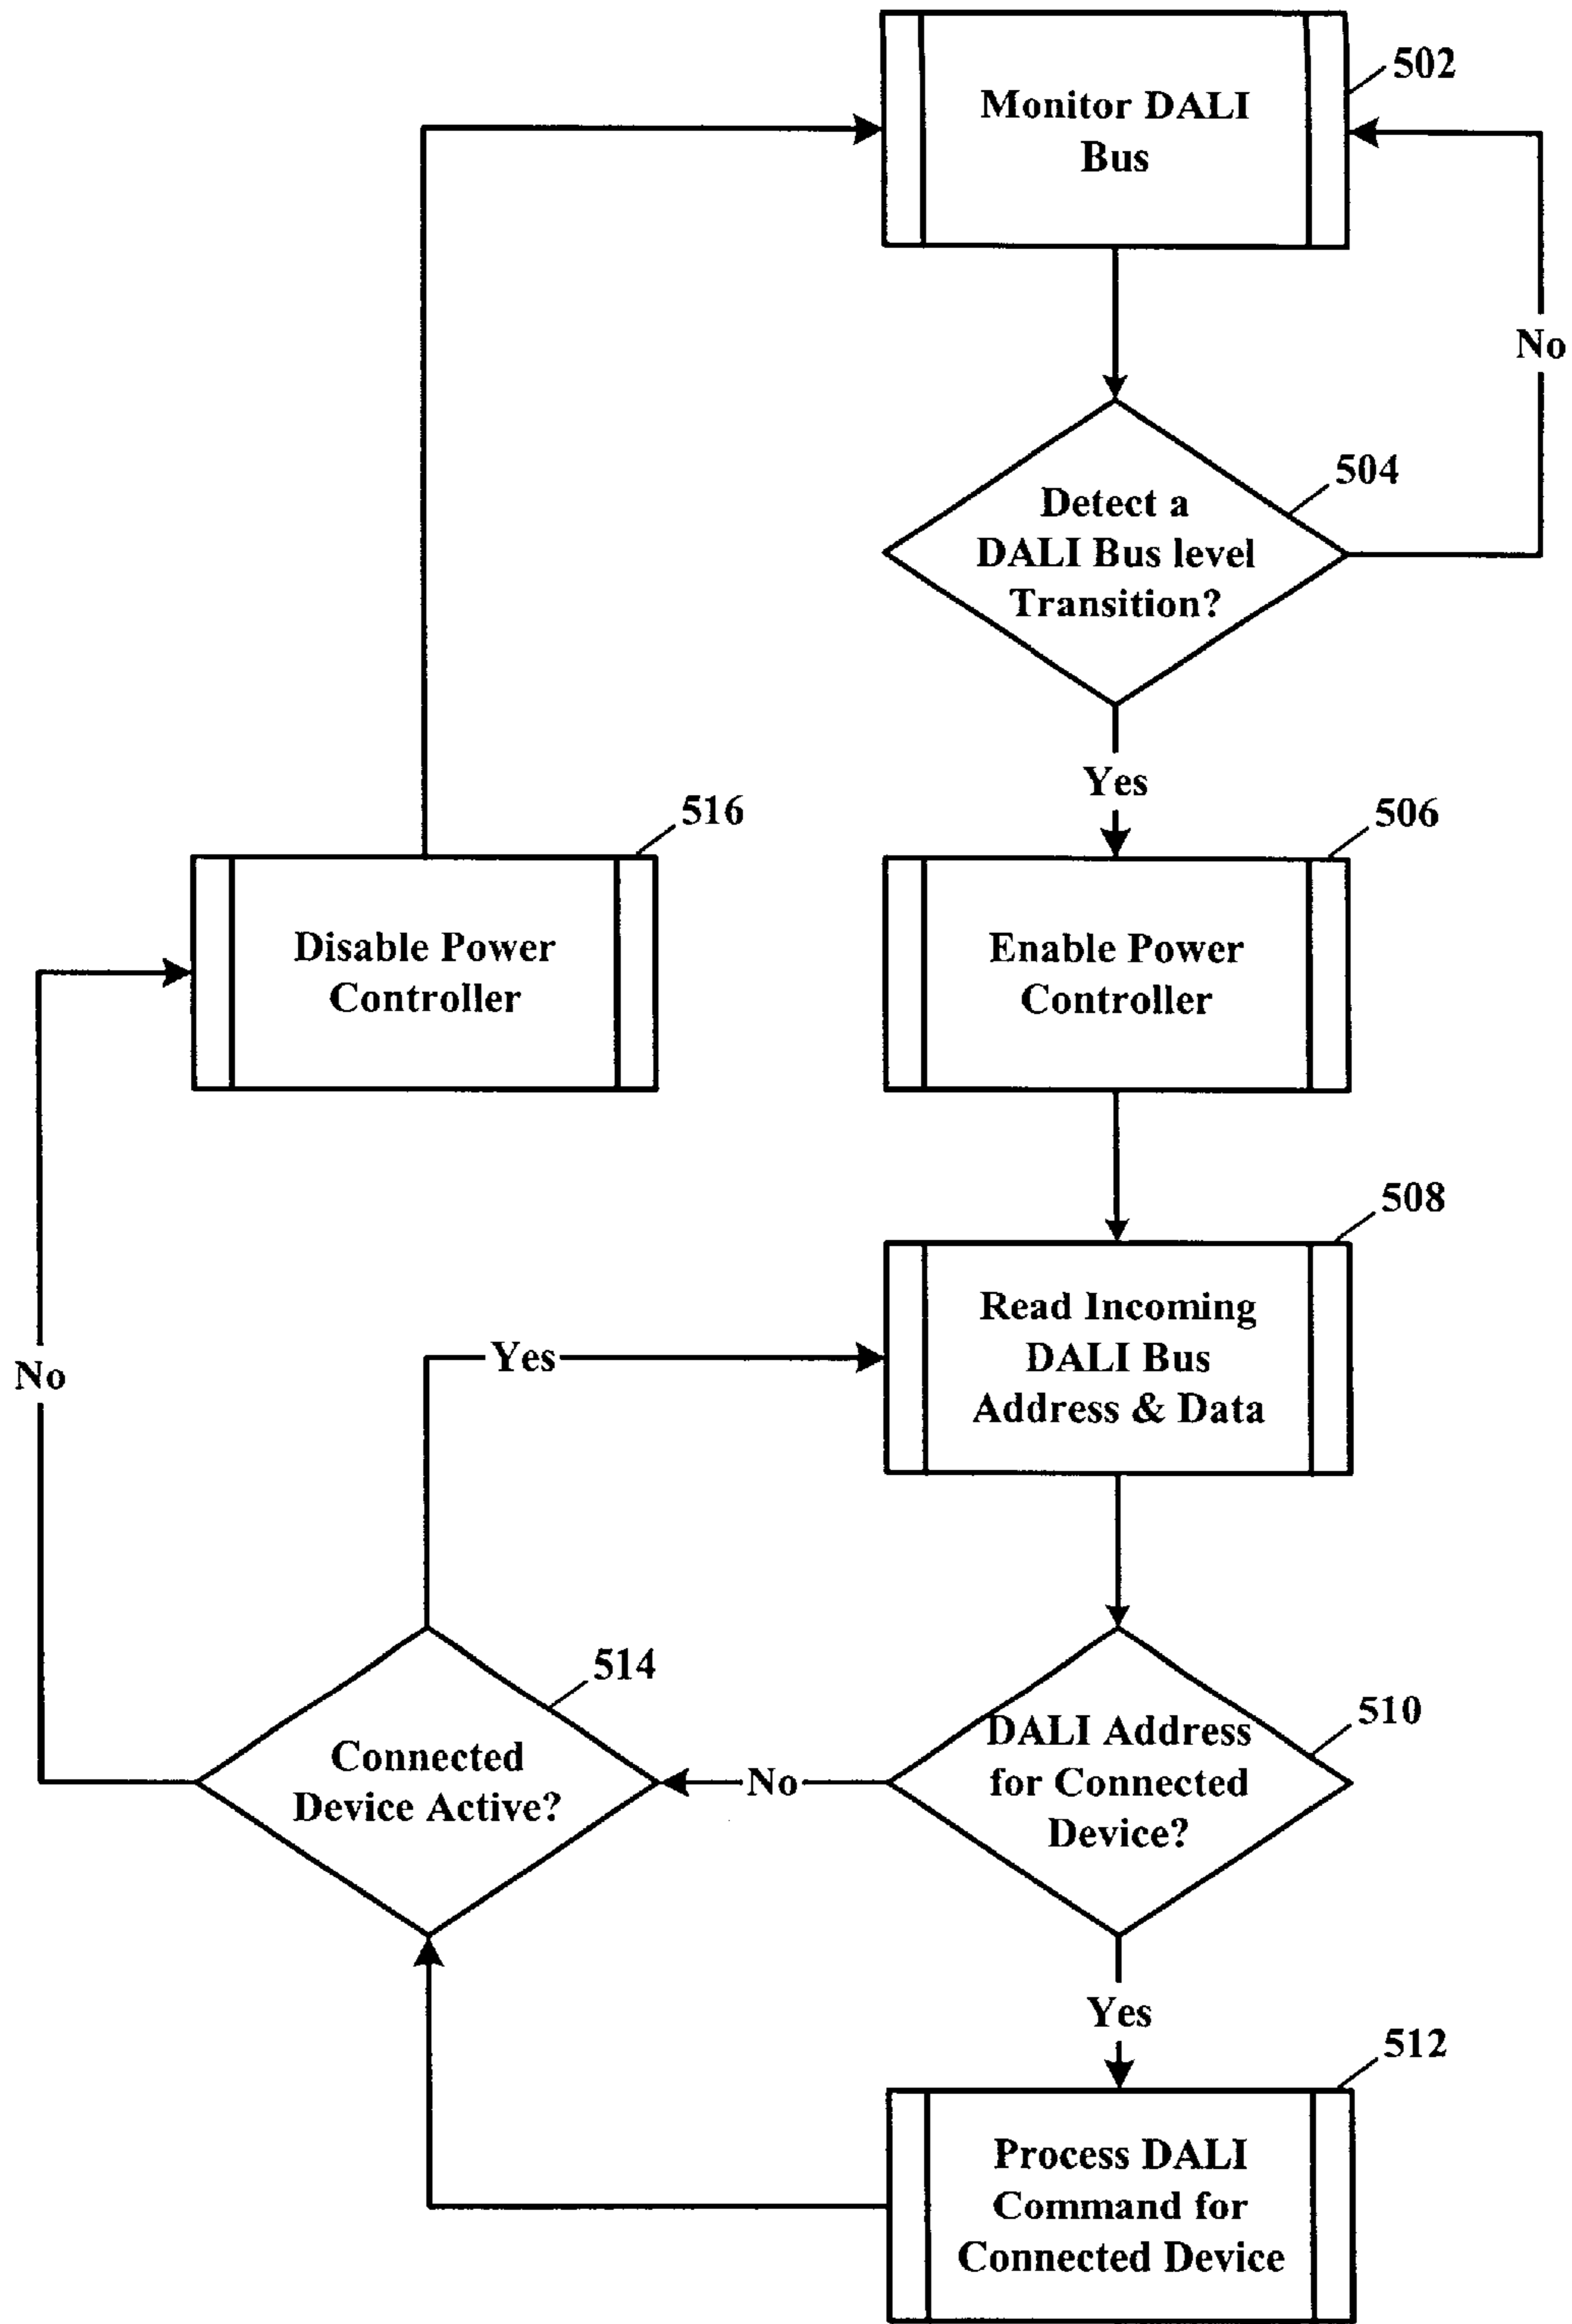 502
Monitor DALI
Bus
No
504
Detect a
DALI Bus level
Transition?
Yes
516
506
Disable Power
Controller
Enable Power
Controller
508
Read Incoming
DALI Bus
Address & Data
Yes
No
514
510
Connected
Device Active?
No
DALI Address
for Connected
Device?
Yes
512
Process DALI
Command for
Connected Device